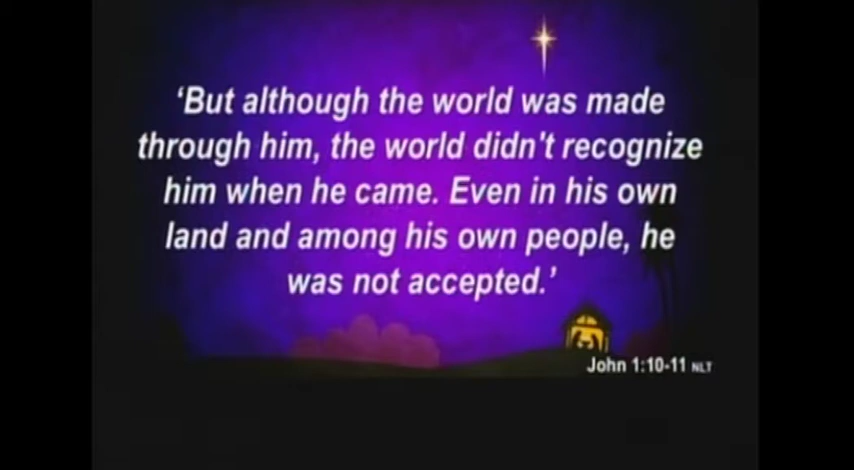 ‘But although the world was made
through him, the world didn't recognize
him when he came. Even in his own
land and among his own people, he
was not accepted.’
John 1:10-11 NLT